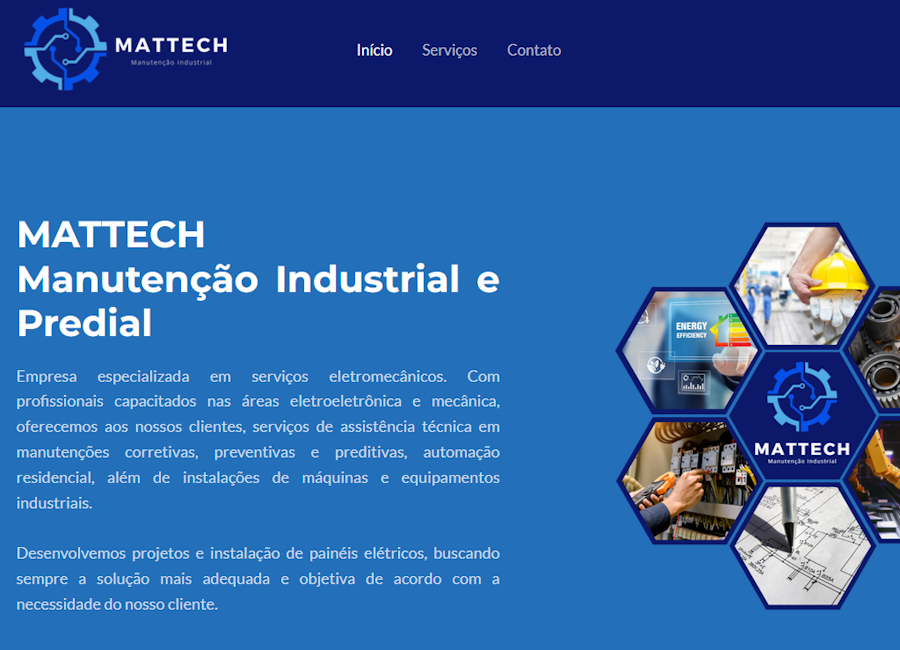 MATTECH
Manutenção Industrial
Início
Serviços
Contato
MATTECH
Manutenção Industrial e
Predial
Empresa especializada em serviços eletromecânicos. Com
profissionais capacitados nas áreas eletroeletrônica e mecânica,
oferecemos aos nossos clientes, serviços de assistência técnica em
manutenções corretivas, preventivas e preditivas, automação
residencial, além de instalações de máquinas e equipamentos
industriais.
Desenvolvemos projetos e instalação de painéis elétricos, buscando
sempre a solução mais adequada e objetiva de acordo com a
necessidade do nosso cliente.
ENERGY
EFFICIENCY
MATTECH
Manutenção Industrial